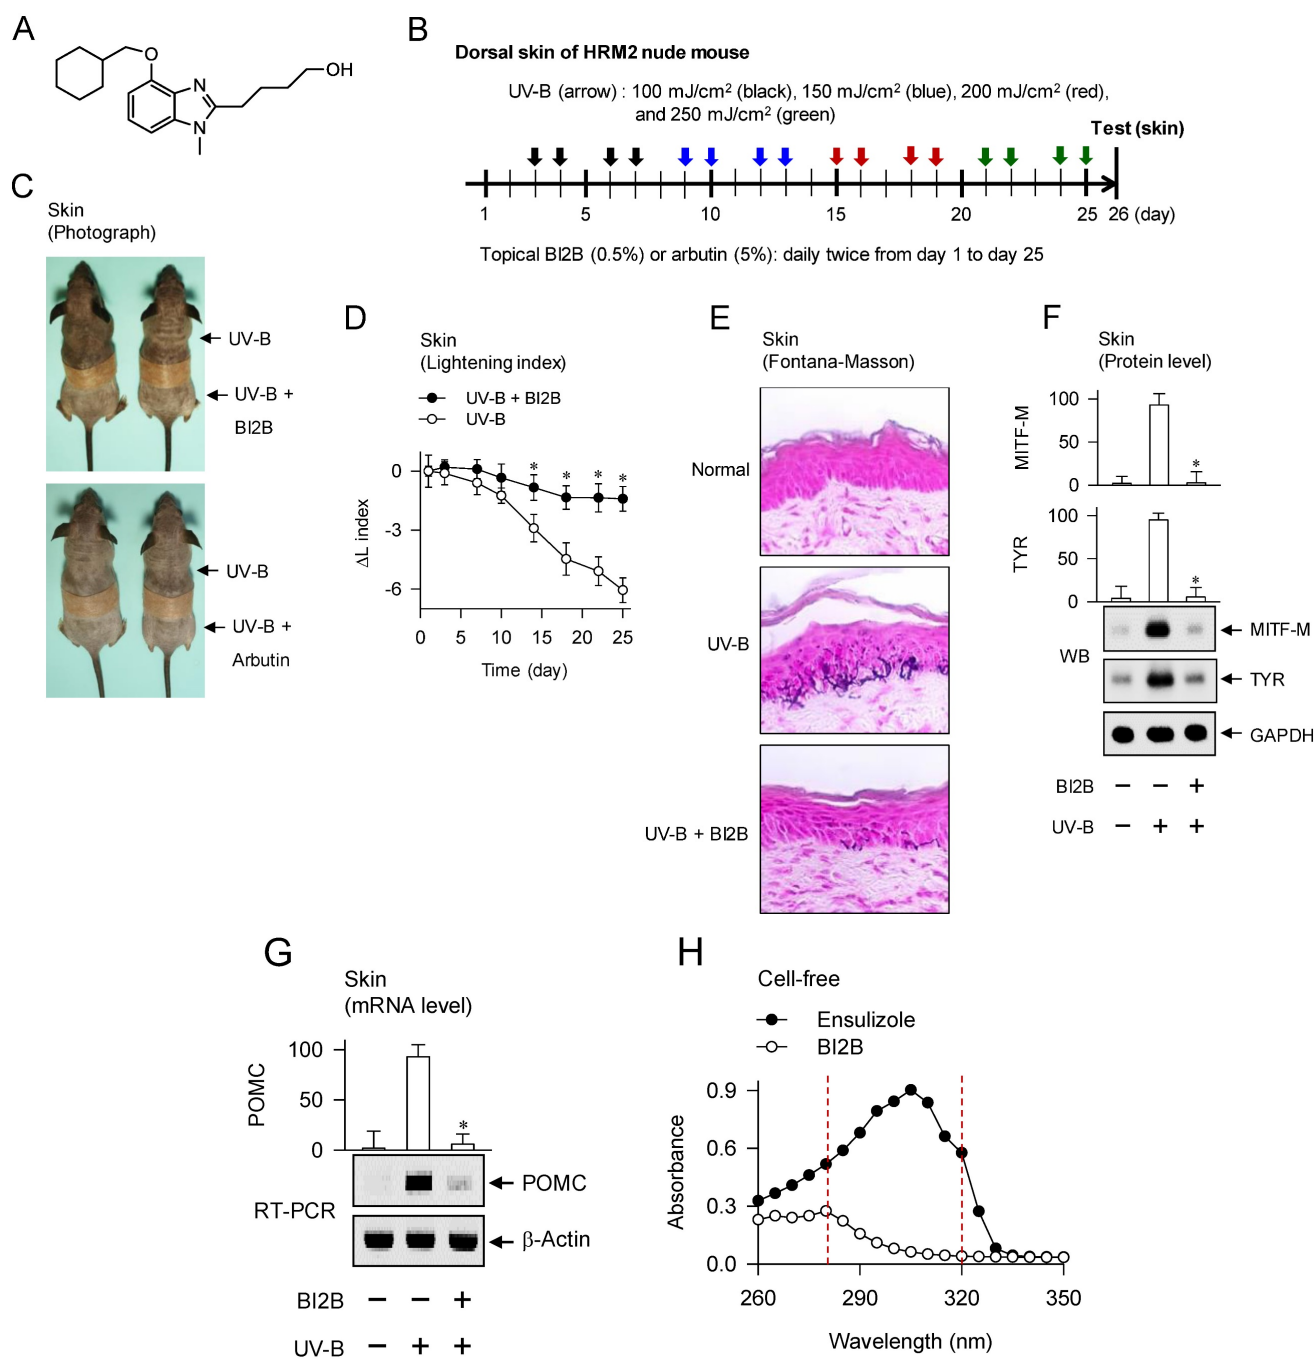 A
O
OH
N
N
B
Dorsal skin of HRM2 nude mouse
UV-B (arrow) : 100 mJ/cm² (black), 150 mJ/cm² (blue), 200 mJ/cm² (red),
and 250 mJ/cm² (green)
Test (skin)
1 5 10 15 20 25 26 (day)
Topical BI2B (0.5%) or arbutin (5%): daily twice from day 1 to day 25
C
Skin
(Photograph)
UV-B
UV-B +
BI2B
UV-B
UV-B +
Arbutin
D
Skin
(Lightening index)
UV-B + BI2B
UV-B
* * * *
0
-3
-6
ΔL index
0 5 10 15 20 25
Time (day)
E
Skin
(Fontana-Masson)
Normal
UV-B
UV-B + BI2B
F
Skin
(Protein level)
MITF-M
100
50
0
*
TYR
100
50
0
*
WB
MITF-M
TYR
GAPDH
BI2B − − +
UV-B − + +
G
Skin
(mRNA level)
POMC
100
50
0
*
RT-PCR
POMC
β-Actin
BI2B − − +
UV-B − + +
H
Cell-free
Ensulizole
BI2B
Absorbance
0.9
0.6
0.3
0.0
260 290 320 350
Wavelength (nm)